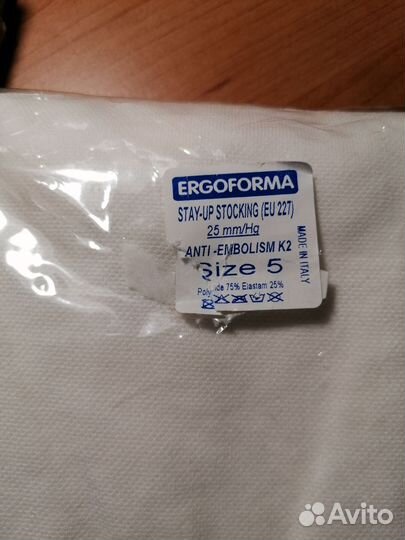 ERGOFORMA
STAY-UP STOCKING (EU 227)
25 mm/Hg
ANTI-EMBOLISM K2
Size 5
75% Elastam 25%
MADE IN ITALY
Avito